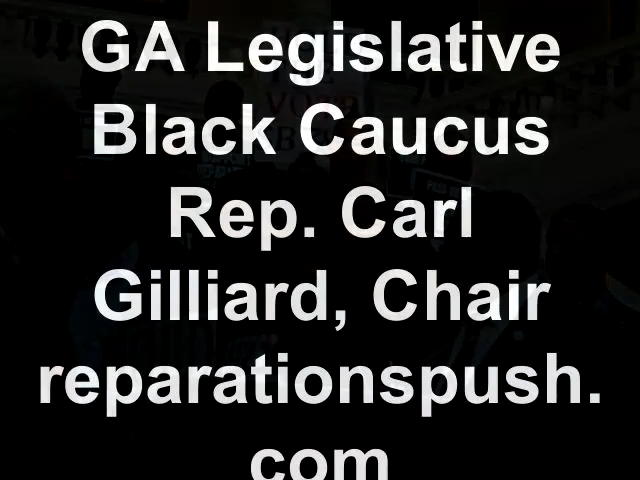 GA Legislative
Black Caucus
Rep. Carl
Gilliard, Chair
reparationspush.
com